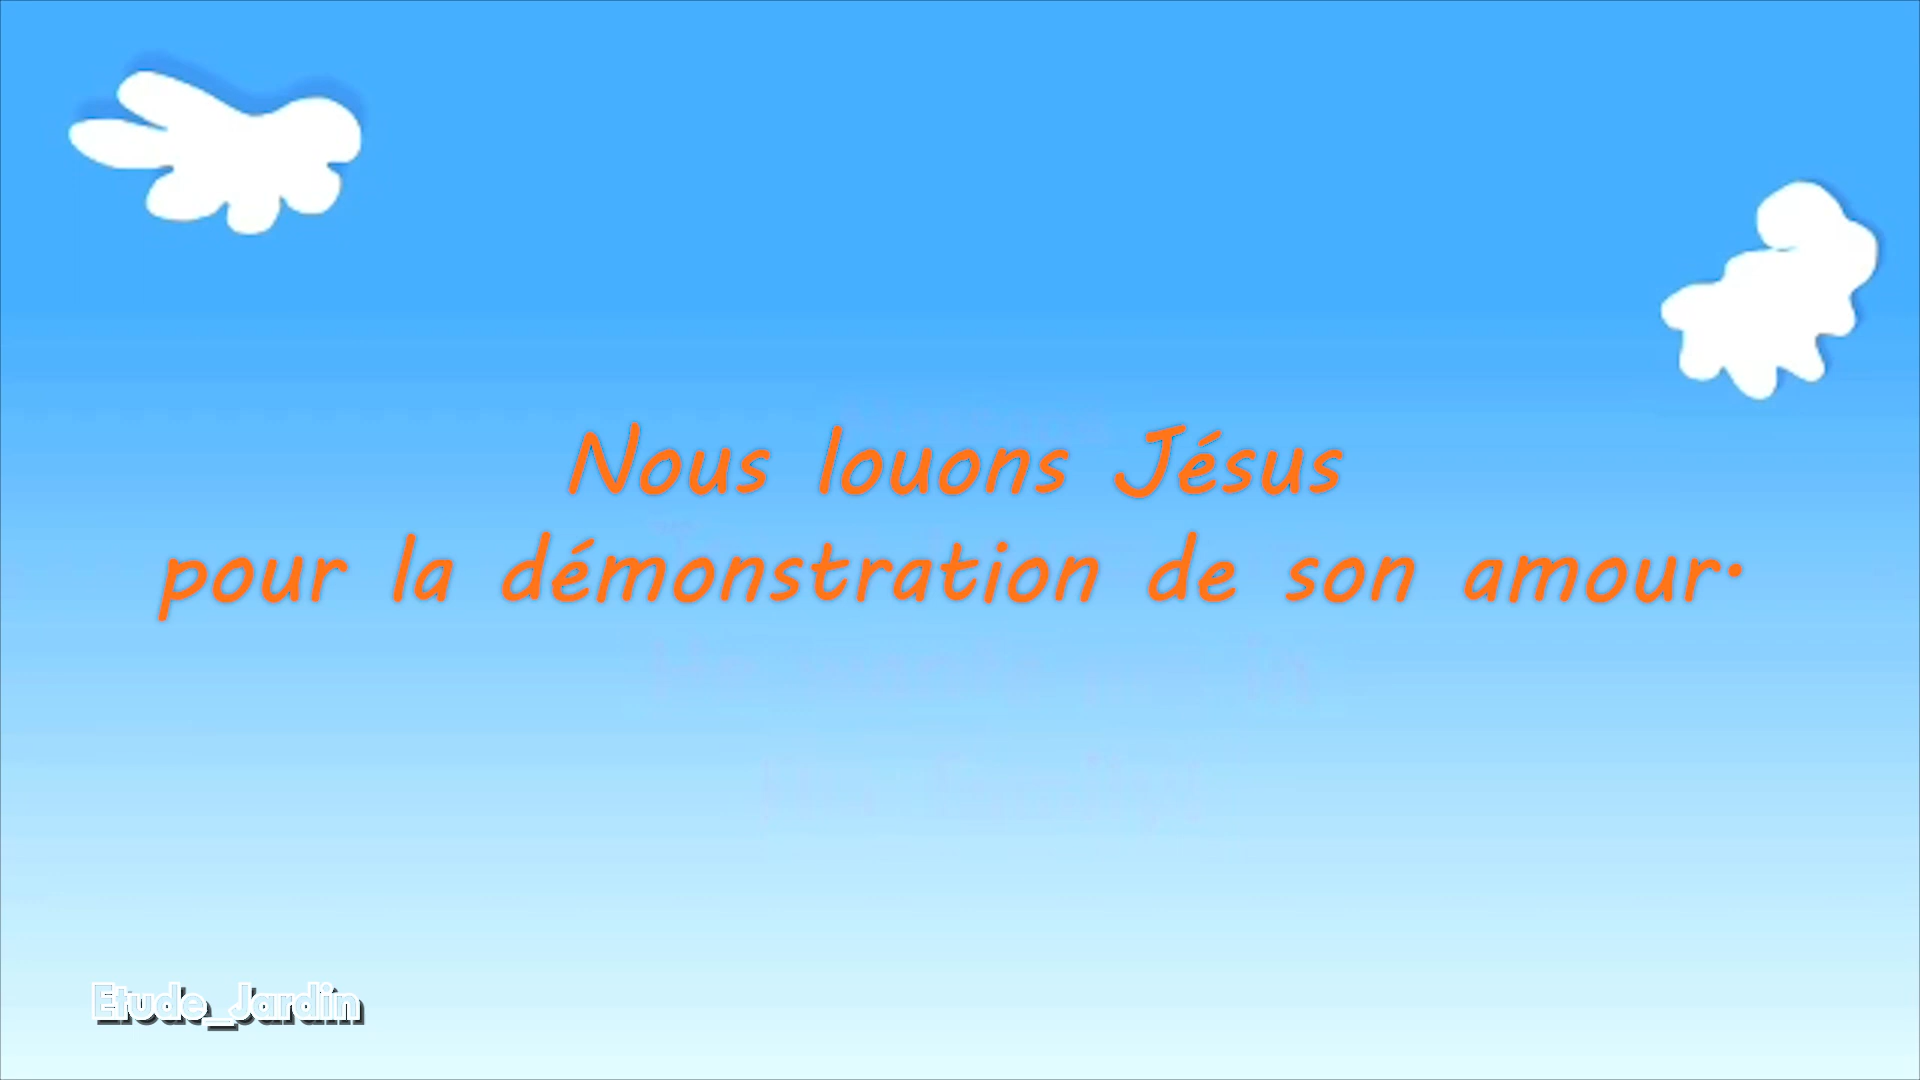 Nous louons Jésus
pour la démonstration de son amour.
Etude_Jardin